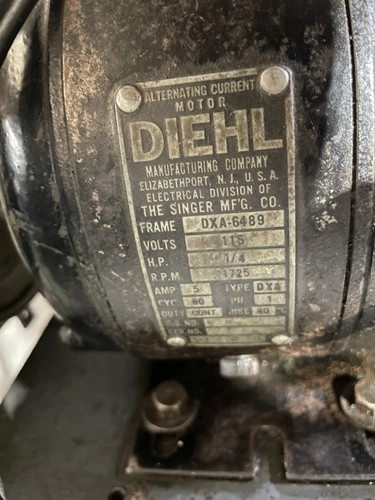 ALTERNATING CURRENT
MOTOR
DIEHL
MANUFACTURING COMPANY
ELIZABETHPORT, N.J., U.S.A.
ELECTRICAL DIVISION OF
THE SINGER M'F'G. CO.
FRAME DXA-6489
VOLTS 115
H.P. 1/4
R.P.M. 1725
AMP 5 TYPE DXA
CYC 60 PH 1
DUTY CONT RISE 40
NO.